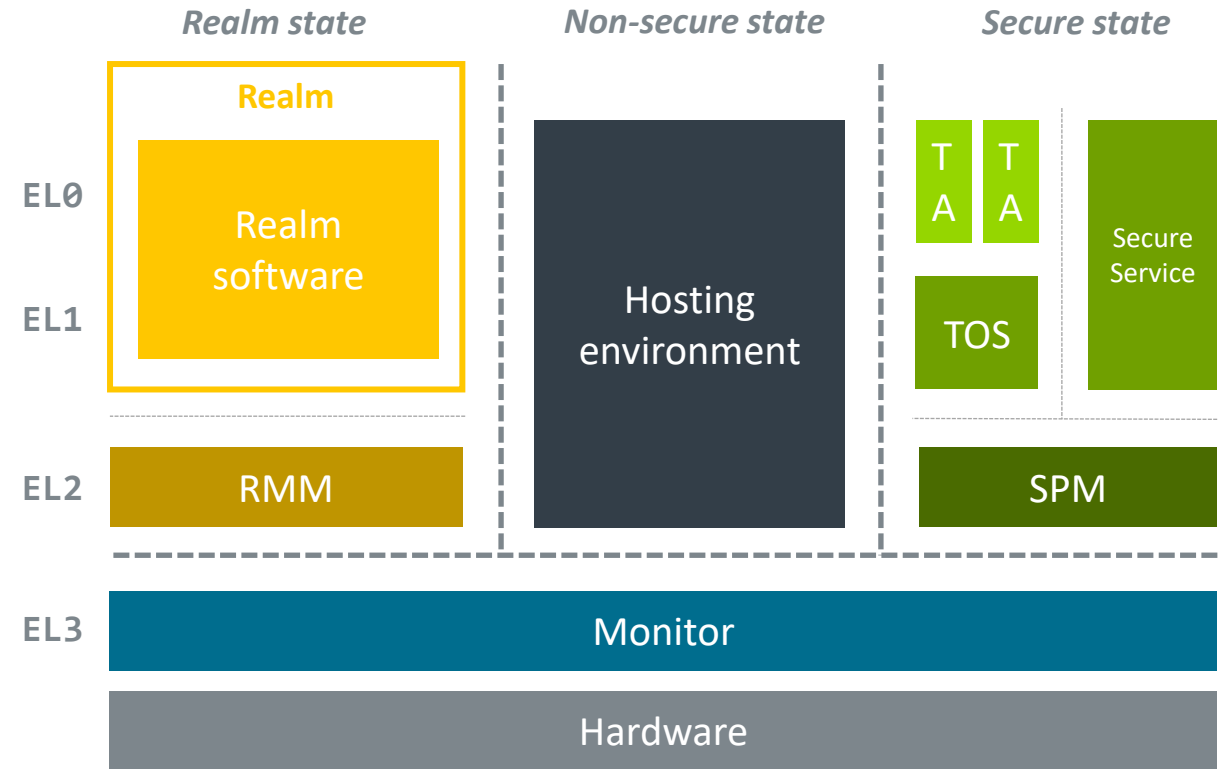 Realm state
Non-secure state
Secure state
Realm
EL0
Realm
software
T
A
T
A
Secure
Service
EL1
Hosting
environment
TOS
EL2
RMM
SPM
EL3
Monitor
Hardware